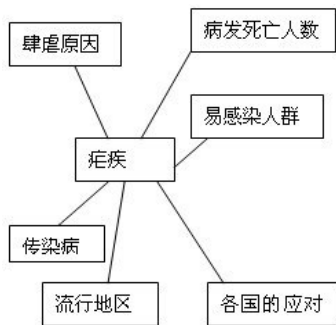 肆虐原因
病发死亡人数
易感染人群
疟疾
传染病
流行地区
各国的应对